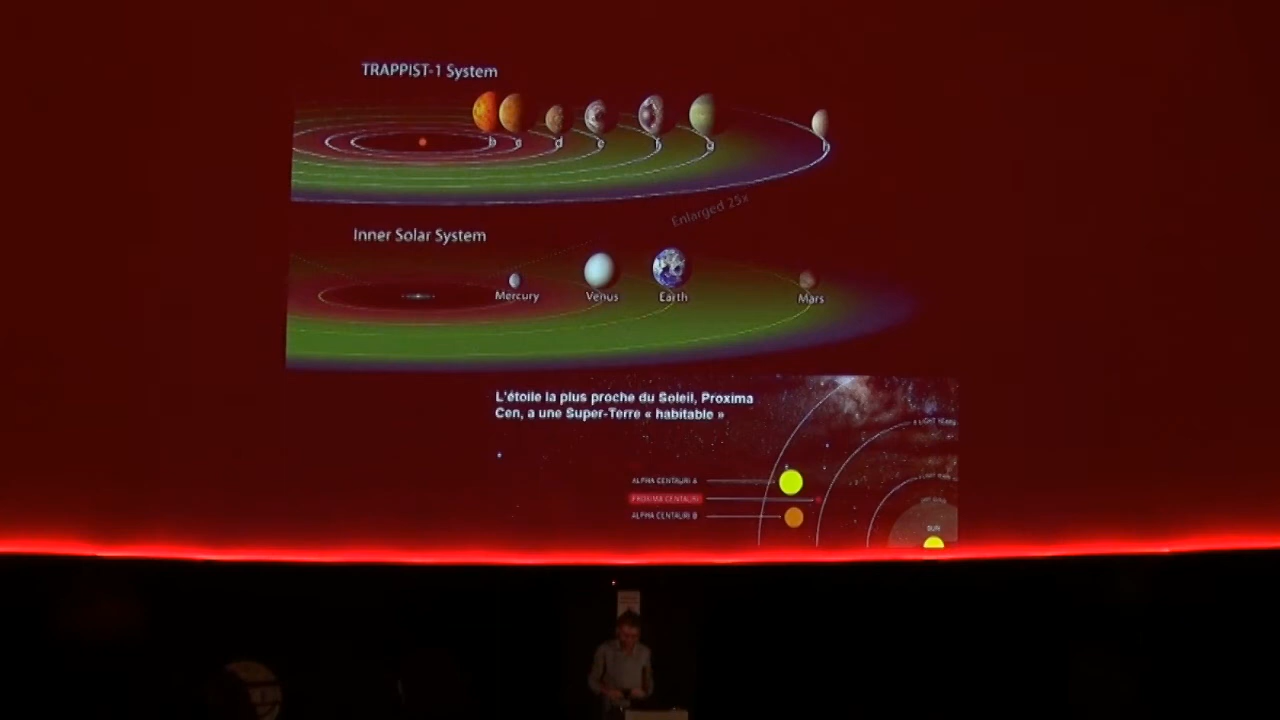 TRAPPIST-1 System
b c d e f g h
Enlarged 25x
Inner Solar System
Mercury Venus Earth Mars
L'étoile la plus proche du Soleil, Proxima
Cen, a une Super-Terre « habitable »
ALPHA CENTAURI A
PROXIMA CENTAURI
ALPHA CENTAURI B
SUN